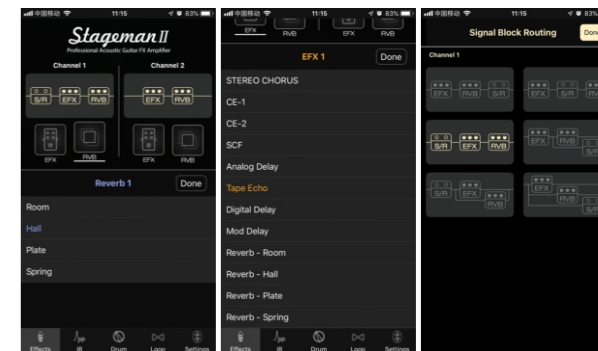 中国移动 11:15 83%
Stageman II
Professional Acoustic Guitar FX Amplifier
Channel 1 Channel 2
S/R EFX RVB EFX RVB
EFX RVB EFX RVB
Reverb 1 Done
Room
Hall
Plate
Spring
Effects IR Drum Loop Settings
中国移动 11:15 83%
EFX RVB EFX RVB
EFX 1 Done
STEREO CHORUS
CE-1
CE-2
SCF
Analog Delay
Tape Echo
Digital Delay
Mod Delay
Reverb - Room
Reverb - Hall
Reverb - Plate
Reverb - Spring
Effects IR Drum Loop Settings
中国移动 11:15 83%
Signal Block Routing Done
Channel 1
EFX RVB S/R EFX S/R RVB
S/R EFX RVB EFX RVB S/R
S/R EFX RVB EFX RVB S/R